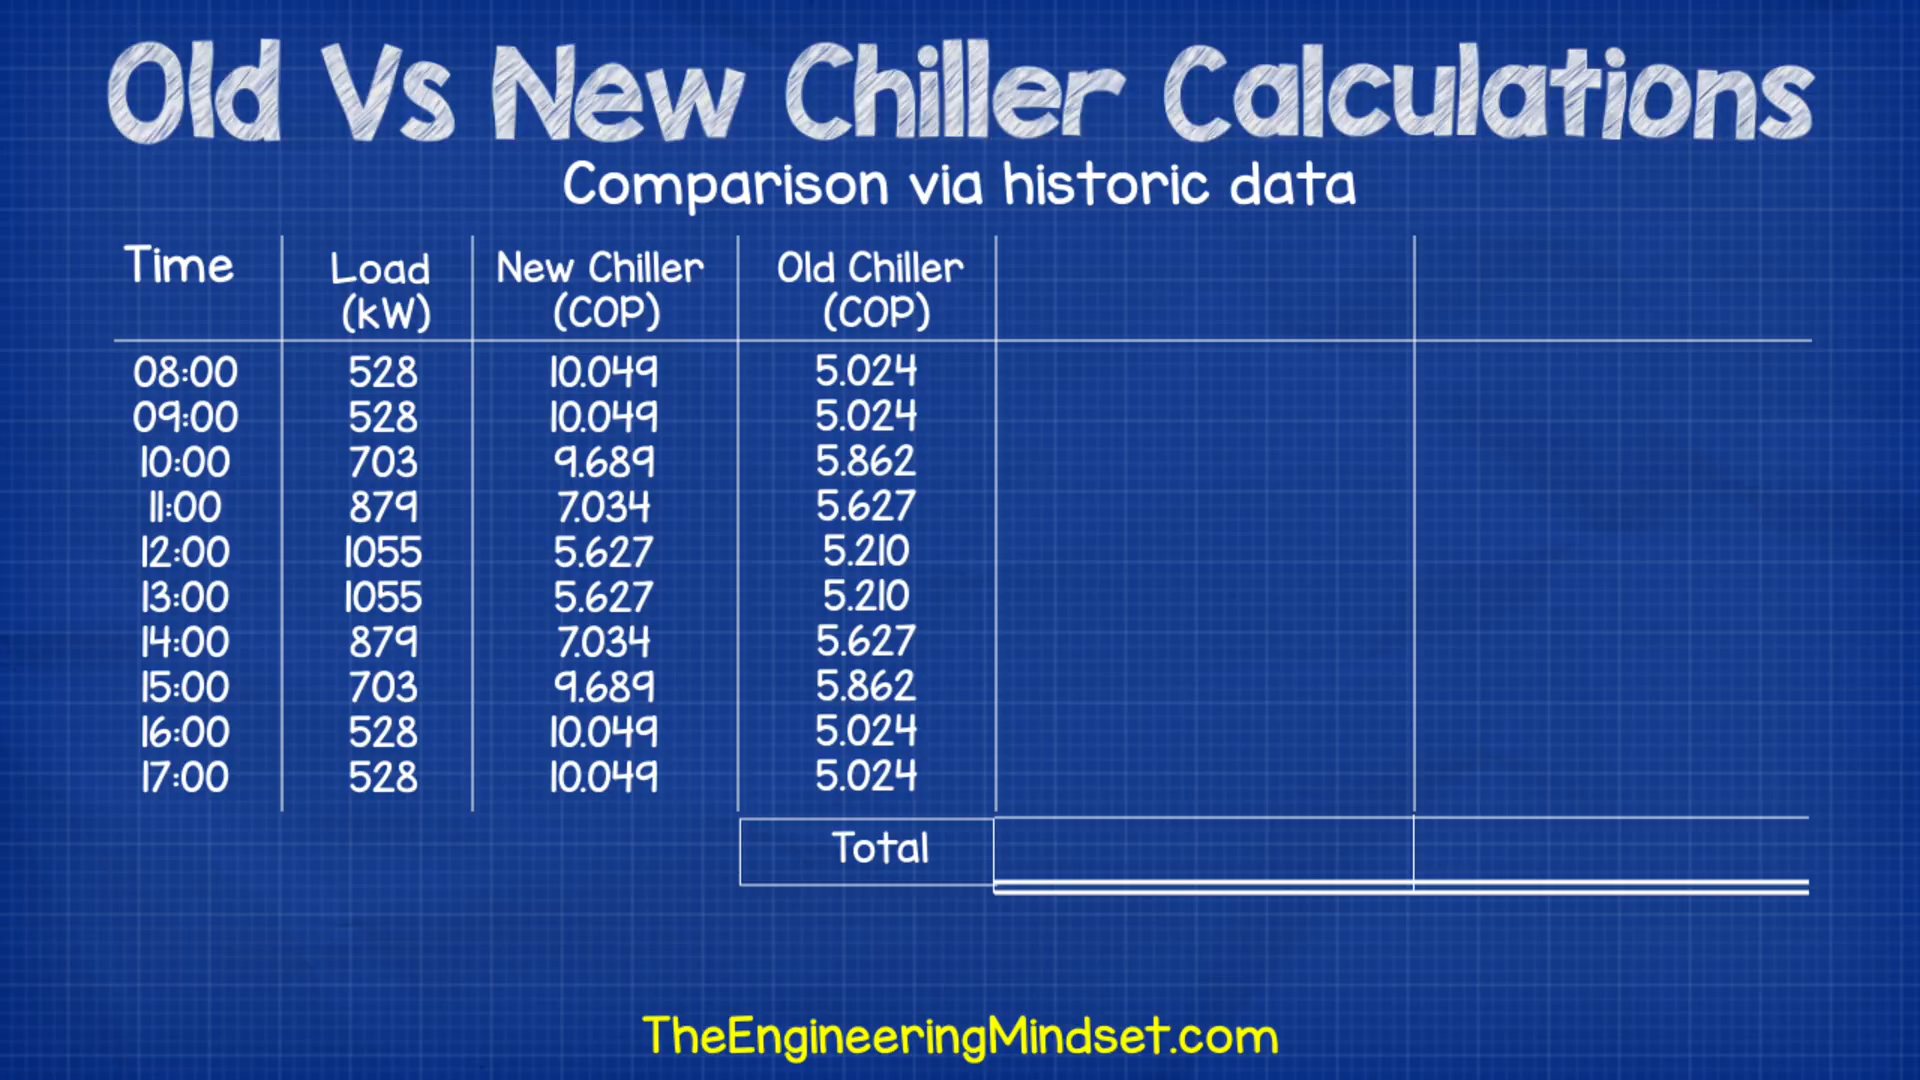 Old Vs New Chiller Calculations
Comparison via historic data
Time Load (kW) New Chiller (COP) Old Chiller (COP)
08:00 528 10.049 5.024
09:00 528 10.049 5.024
10:00 703 9.689 5.862
11:00 879 7.034 5.627
12:00 1055 5.627 5.210
13:00 1055 5.627 5.210
14:00 879 7.034 5.627
15:00 703 9.689 5.862
16:00 528 10.049 5.024
17:00 528 10.049 5.024
Total
TheEngineeringMindset.com